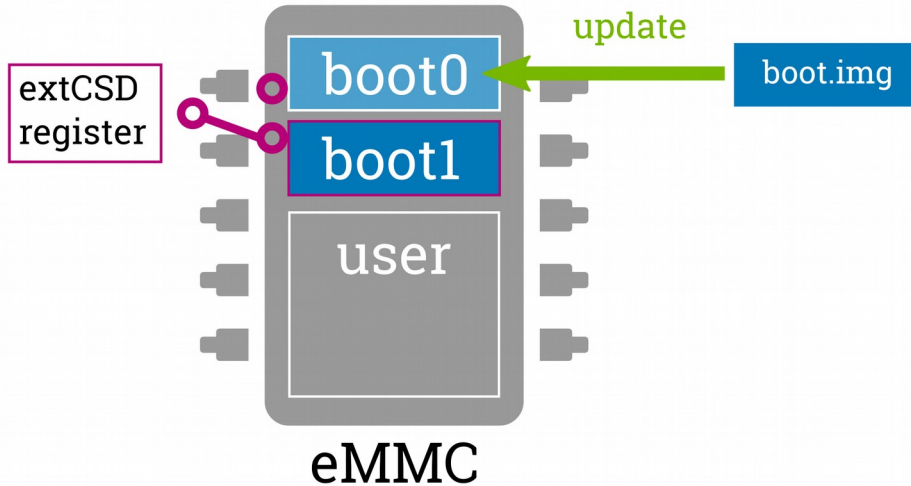 update
boot0
boot.img
extCSD
register
boot1
user
eMMC